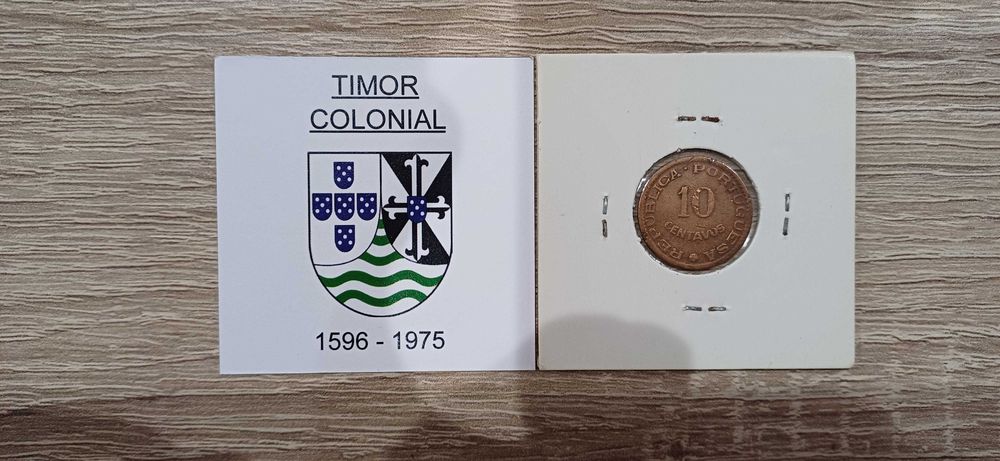 TIMOR
COLONIAL
1596 - 1975
REPUBLICA · PORTUGUESA
10
CENTAVOS